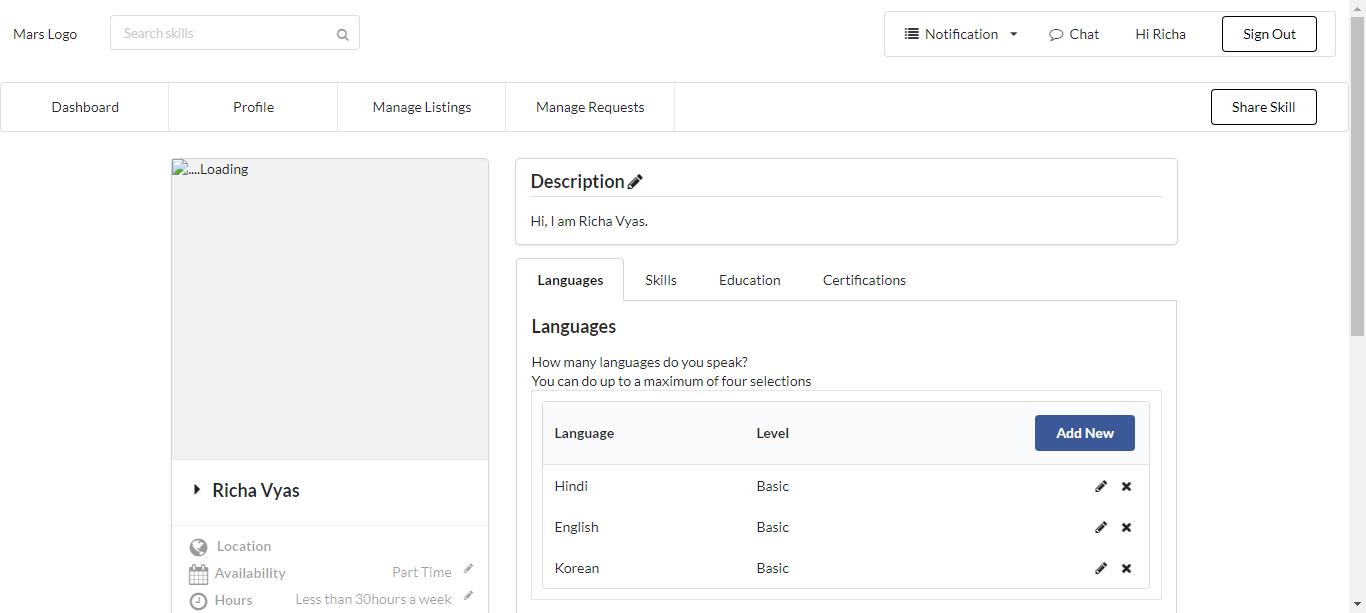 Mars Logo
Search skills
Notification
Chat
Hi Richa
Sign Out
Dashboard
Profile
Manage Listings
Manage Requests
Share Skill
....Loading
Richa Vyas
Location
Availability
Part Time
Hours
Less than 30hours a week
Description
Hi, I am Richa Vyas.
Languages
Skills
Education
Certifications
Languages
How many languages do you speak?
You can do up to a maximum of four selections
Language Level Add New
Hindi Basic
English Basic
Korean Basic